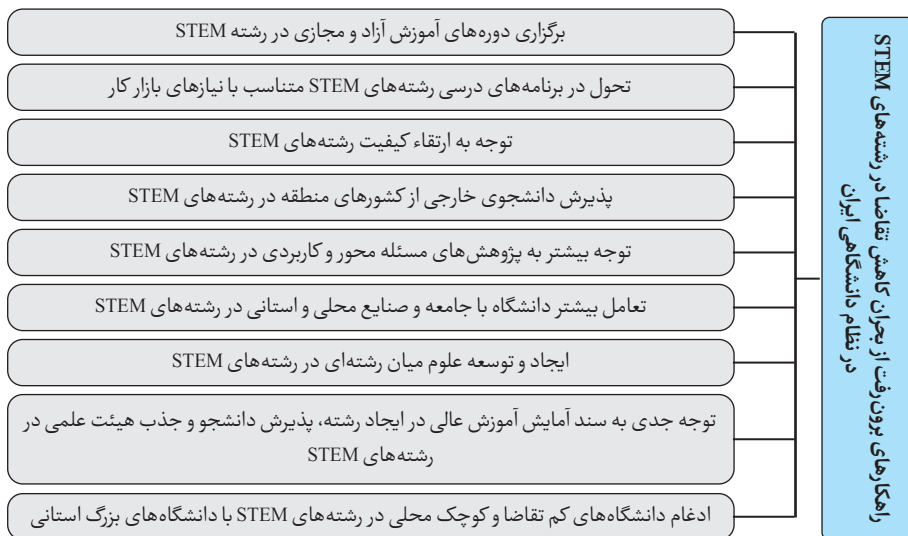 راهکارهای برون‌رفت از بحران کاهش تقاضا در رشته‌های STEM
در نظام دانشگاهی ایران
برگزاری دوره‌های آموزش آزاد و مجازی در رشته STEM
تحول در برنامه‌های درسی رشته‌های STEM متناسب با نیازهای بازار کار
توجه به ارتقاء کیفیت رشته‌های STEM
پذیرش دانشجوی خارجی از کشورهای منطقه در رشته‌های STEM
توجه بیشتر به پژوهش‌های مسئله محور و کاربردی در رشته‌های STEM
تعامل بیشتر دانشگاه با جامعه و صنایع محلی و استانی در رشته‌های STEM
ایجاد و توسعه علوم میان رشته‌ای در رشته‌های STEM
توجه جدی به سند آمایش آموزش عالی در ایجاد رشته، پذیرش دانشجو و جذب هیئت علمی در
رشته‌های STEM
ادغام دانشگاه‌های کم تقاضا و کوچک محلی در رشته‌های STEM با دانشگاه‌های بزرگ استانی